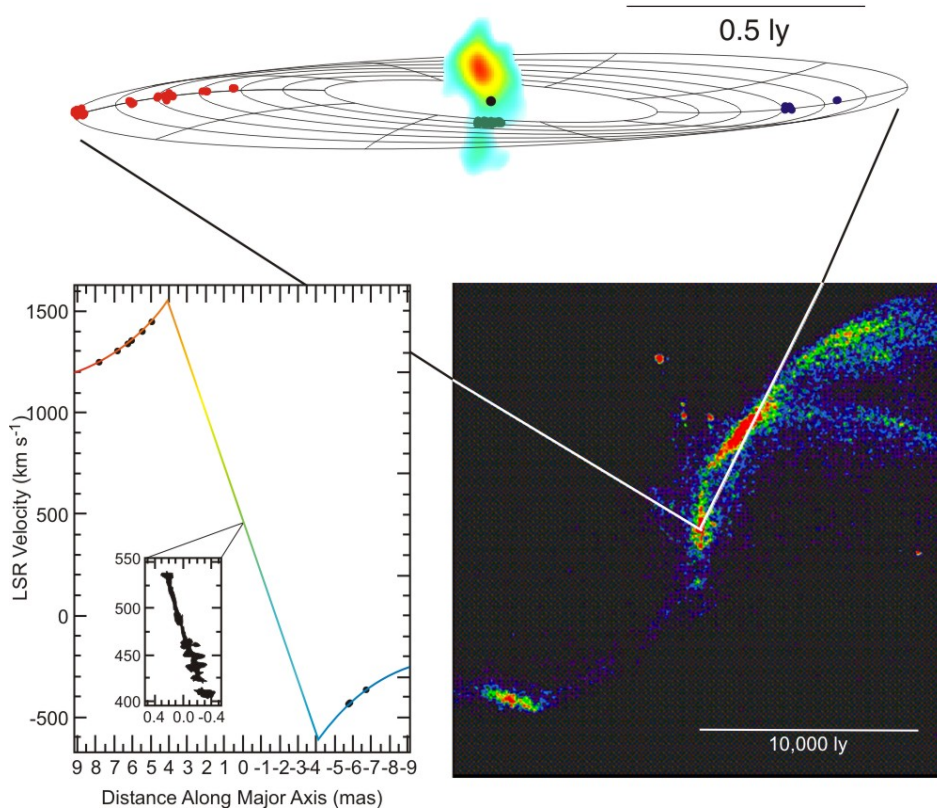 0.5 ly
LSR Velocity (km s⁻¹)
1500
1000
500
0
-500
550
500
450
400
0.4 0.0 -0.4
9 8 7 6 5 4 3 2 1 0 -1 -2 -3 -4 -5 -6 -7 -8 -9
Distance Along Major Axis (mas)
10,000 ly